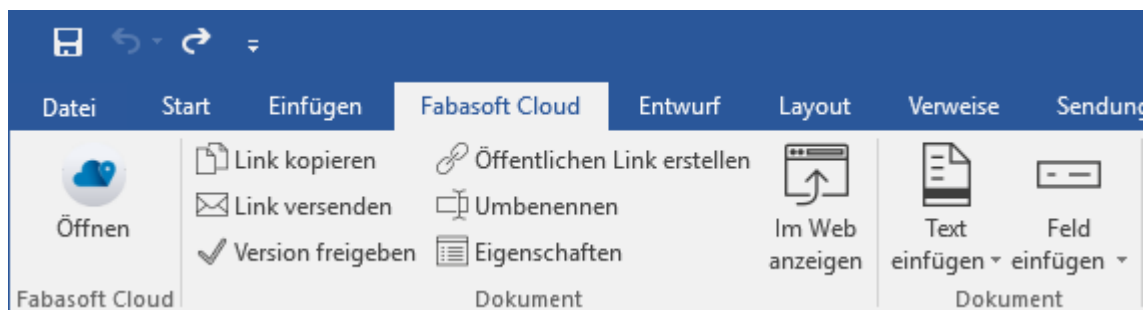 Datei Start Einfügen Fabasoft Cloud Entwurf Layout Verweise Sendung
Link kopieren Öffentlichen Link erstellen
Link versenden Umbenennen
Öffnen Im Web Text Feld
Version freigeben Eigenschaften
anzeigen einfügen einfügen
Fabasoft Cloud Dokument Dokument